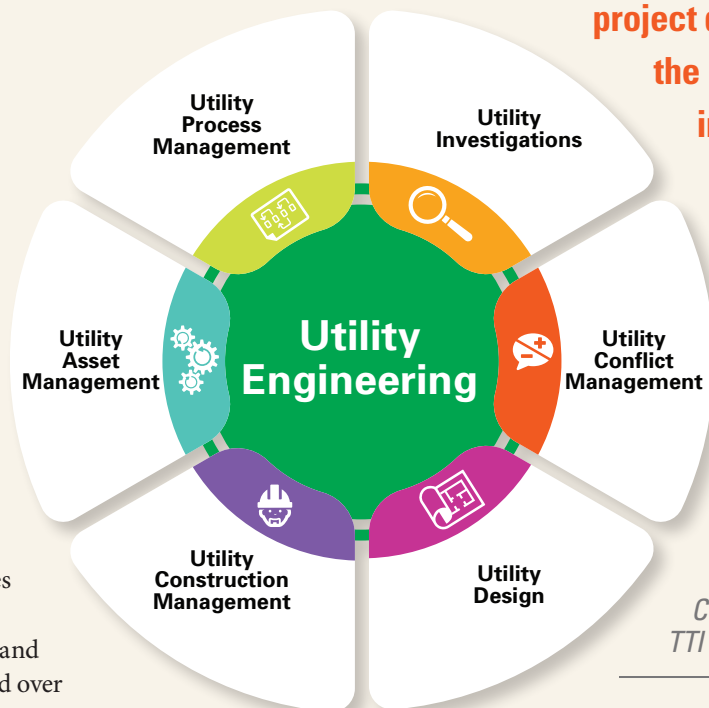 project
the
Utility
Process
Management
Utility
Investigations
Utility
Asset
Management
Utility
Engineering
Utility
Conflict
Management
Utility
Construction
Management
Utility
Design
and
d over
TTI